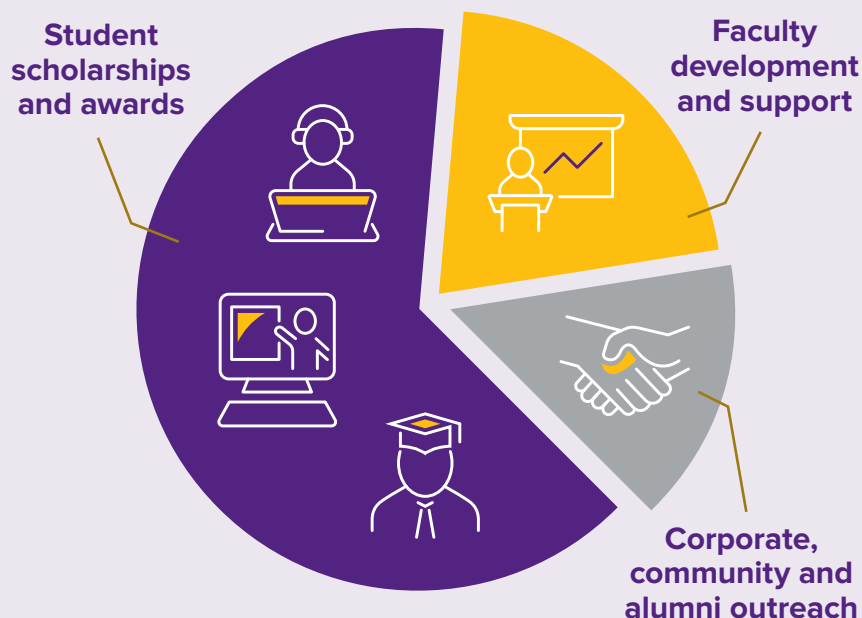 Student
scholarships
and awards
Faculty
development
and support
Corporate,
community and
alumni outreach